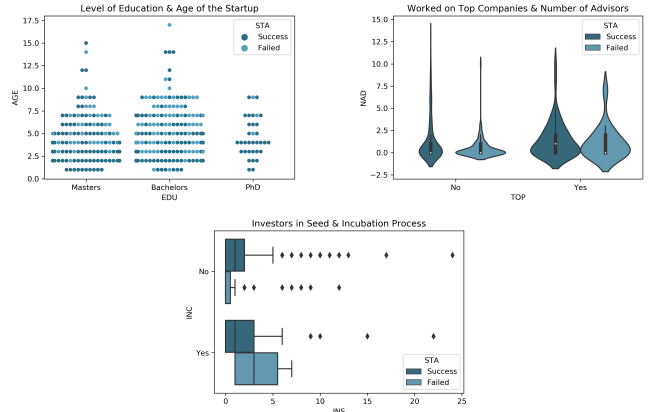 Level of Education & Age of the Startup
17.5
15.0
12.5
10.0
7.5
5.0
2.5
0.0
AGE
STA
Success
Failed
Masters
Bachelors
PhD
EDU
Worked on Top Companies & Number of Advisors
15.0
12.5
10.0
7.5
5.0
2.5
0.0
−2.5
NAD
STA
Success
Failed
No
Yes
TOP
Investors in Seed & Incubation Process
No
Yes
INC
STA
Success
Failed
0
5
10
15
20
25
INS